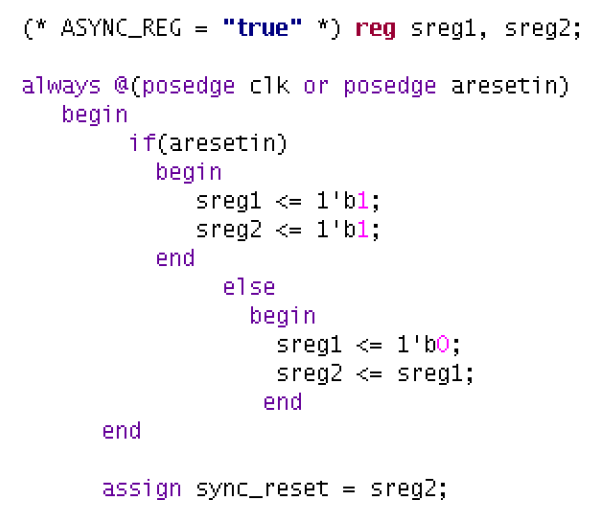 (* ASYNC_REG = "true" *) reg sreg1, sreg2;
always @(posedge clk or posedge aresetin)
begin
if(aresetin)
begin
sreg1 <= 1'b1;
sreg2 <= 1'b1;
end
else
begin
sreg1 <= 1'b0;
sreg2 <= sreg1;
end
end
assign sync_reset = sreg2;